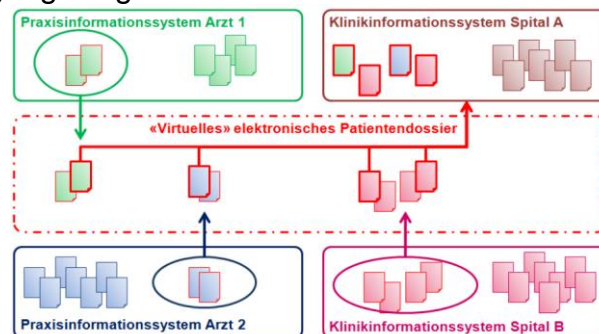 Praxisinformationssystem Arzt 1
Klinikinformationssystem Spital A
«Virtuelles» elektronisches Patientendossier
Praxisinformationssystem Arzt 2
Klinikinformationssystem Spital B